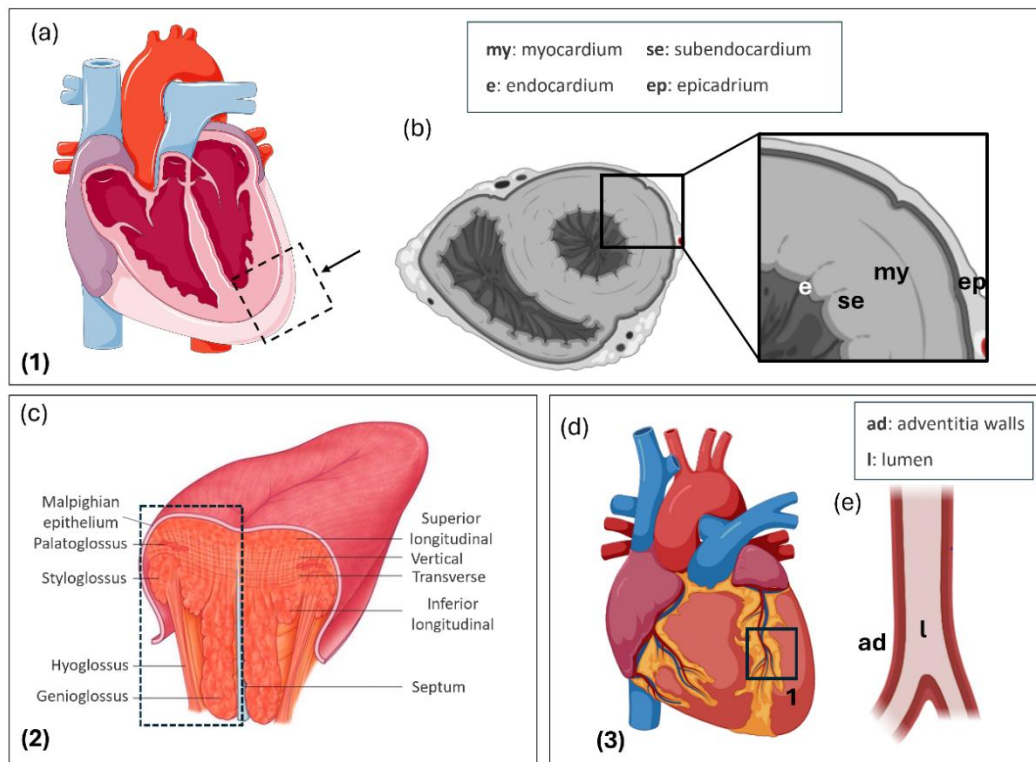 (a)
my: myocardium se: subendocardium
e: endocardium ep: epicadrium
(b)
e
se
my
ep
(1)
(c)
Malpighian
epithelium
Palatoglossus
Styloglossus
Hyoglossus
Genioglossus
Superior
longitudinal
Vertical
Transverse
Inferior
longitudinal
Septum
(2)
(d)
1
(3)
ad: adventitia walls
l: lumen
(e)
ad
l